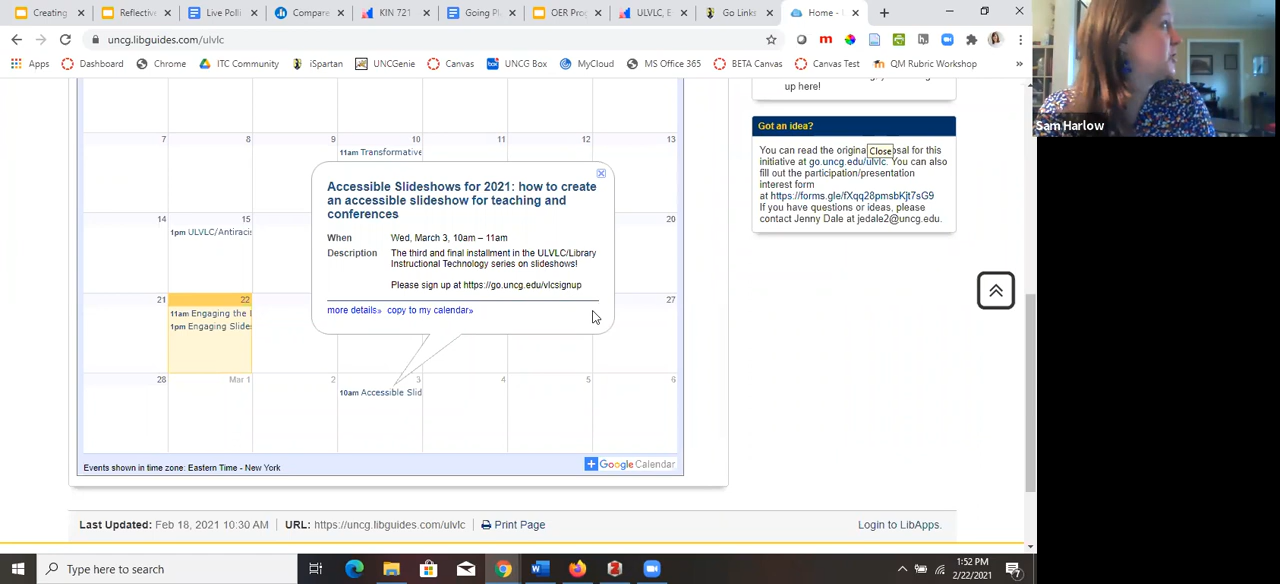 Creating
Reflective
Live Polli
Compare
KIN 721
Going Pl
OER Prog
ULVLC, E
Go Links
Home -
uncg.libguides.com/ulvlc
Apps
Dashboard
Chrome
ITC Community
iSpartan
UNCGenie
Canvas
UNCG Box
MyCloud
MS Office 365
BETA Canvas
Canvas Test
QM Rubric Workshop
»
Sam Harlow
up here!
Got an idea?
You can read the original
Close
initiative at go.uncg.edu/ulvlc. You can also
fill out the participation/presentation
interest form
at https://forms.gle/fXqq28pmsbKjt7sG9
If you have questions or ideas, please
contact Jenny Dale at jedale2@uncg.edu.
7 8 9 10 11 12 13
11am Transformative
Accessible Slideshows for 2021: how to create
an accessible slideshow for teaching and
conferences
When Wed, March 3, 10am – 11am
Description The third and final installment in the ULVLC/Library
Instructional Technology series on slideshows!
Please sign up at https://go.uncg.edu/vlcsignup
more details» copy to my calendar»
14 15 20
1pm ULVLC/Antiracis
21 22 27
11am Engaging the
1pm Engaging Slide
28 Mar 1 2 3 4 5 6
10am Accessible Slid
Events shown in time zone: Eastern Time - New York
Google Calendar
Last Updated: Feb 18, 2021 10:30 AM URL: https://uncg.libguides.com/ulvlc Print Page
Login to LibApps.
Type here to search
1:52 PM
2/22/2021
7